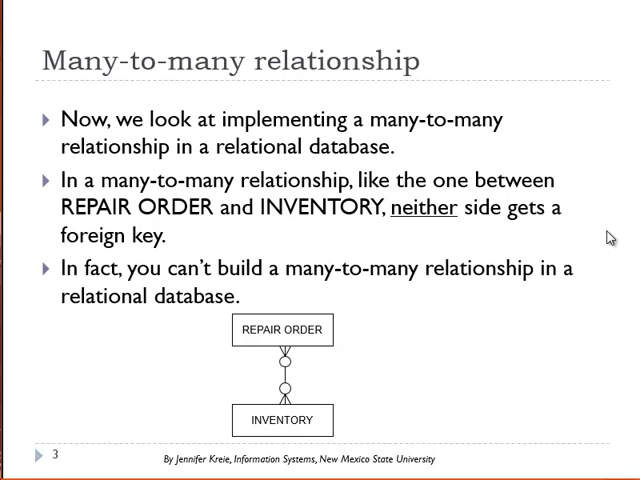 Many-to-many relationship
Now, we look at implementing a many-to-many
relationship in a relational database.
In a many-to-many relationship, like the one between
REPAIR ORDER and INVENTORY, neither side gets a
foreign key.
In fact, you can't build a many-to-many relationship in a
relational database.
REPAIR ORDER
INVENTORY
3
By Jennifer Kreie, Information Systems, New Mexico State University